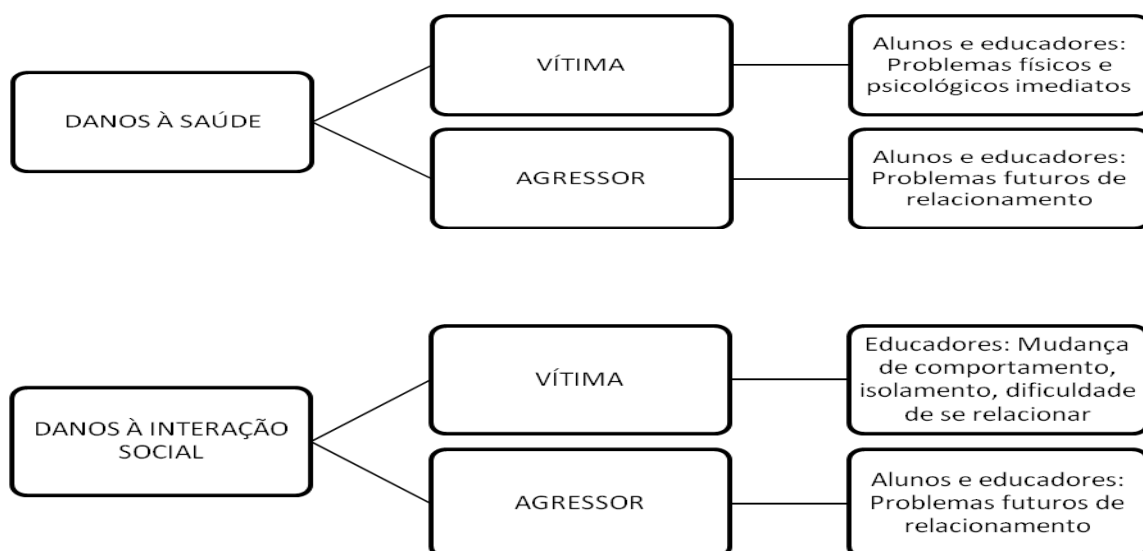 DANOS À SAÚDE
VÍTIMA
Alunos e educadores:
Problemas físicos e
psicológicos imediatos
AGRESSOR
Alunos e educadores:
Problemas futuros de
relacionamento
DANOS À INTERAÇÃO
SOCIAL
VÍTIMA
Educadores: Mudança
de comportamento,
isolamento, dificuldade
de se relacionar
AGRESSOR
Alunos e educadores:
Problemas futuros de
relacionamento